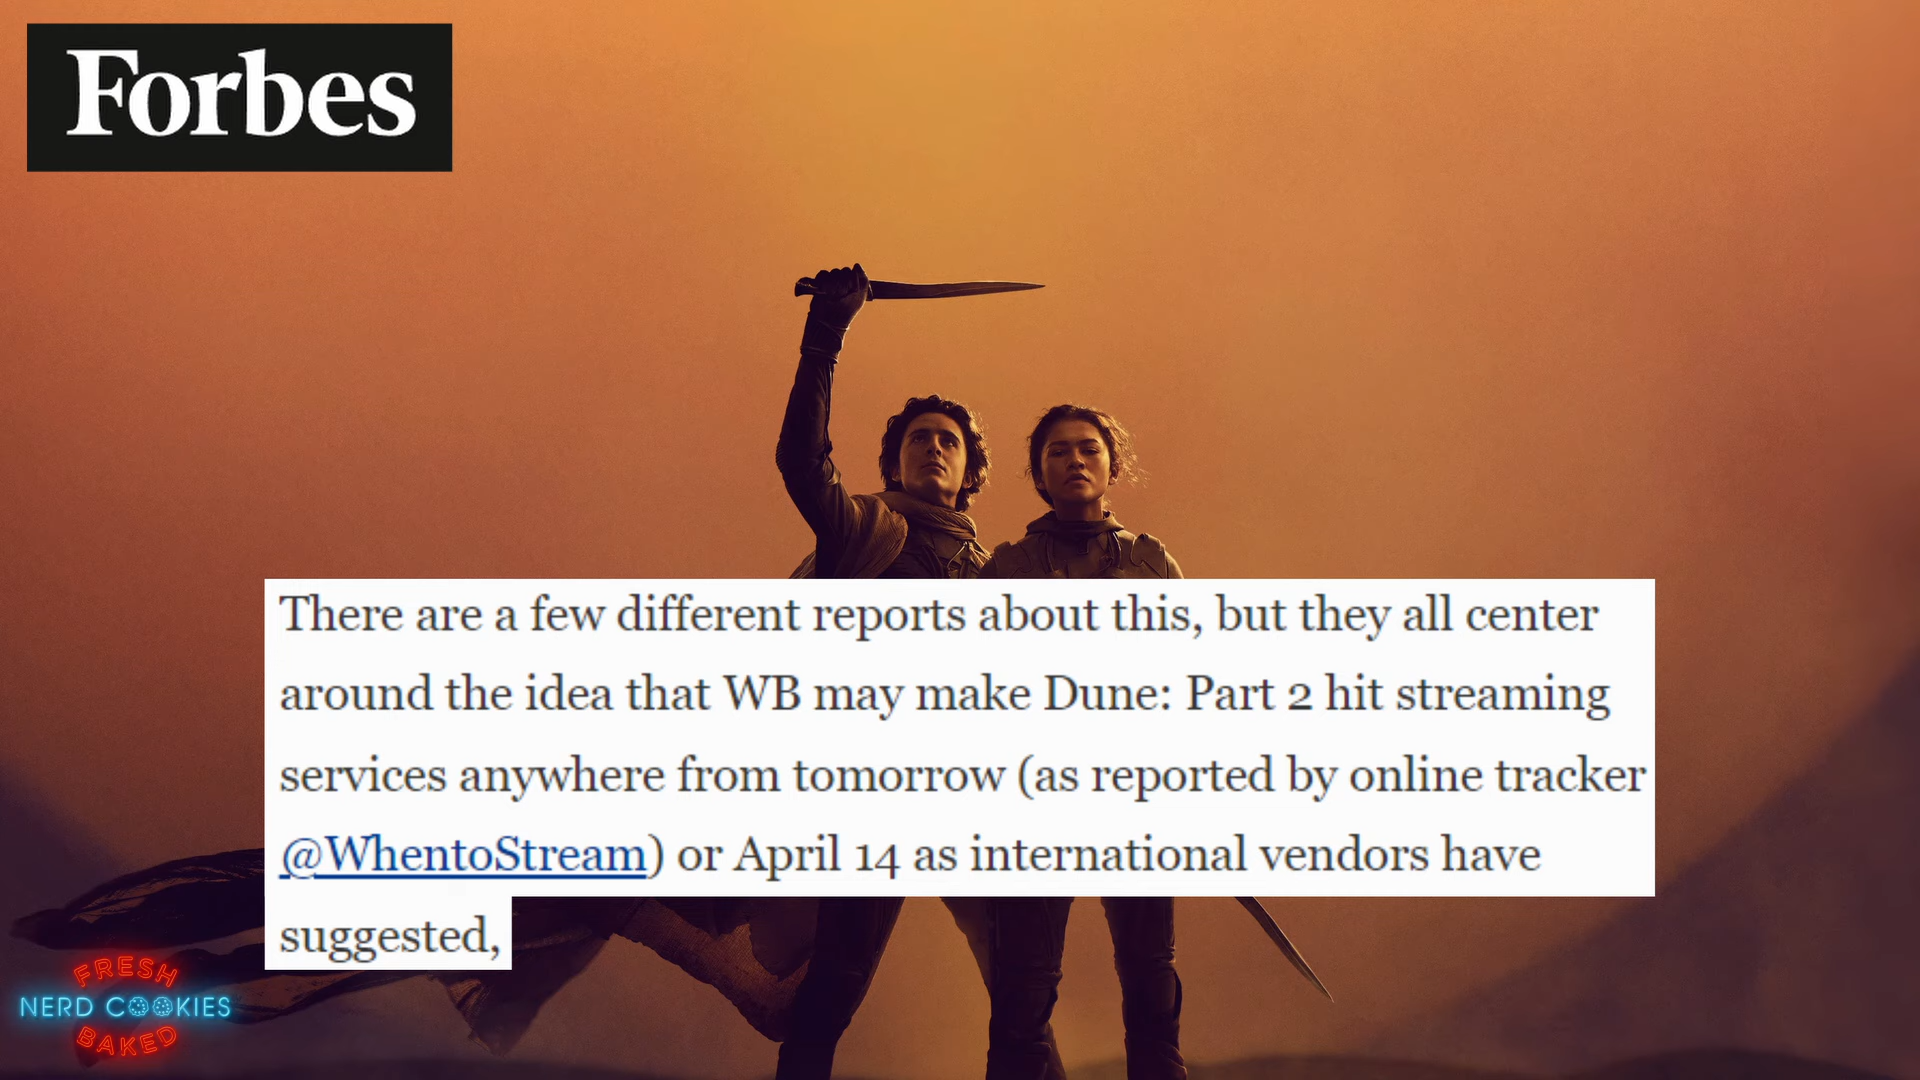 Forbes
There are a few different reports about this, but they all center
around the idea that WB may make Dune: Part 2 hit streaming
services anywhere from tomorrow (as reported by online tracker
@WhentoStream) or April 14 as international vendors have
suggested,
FRESH
NERD COOKIES
BAKED